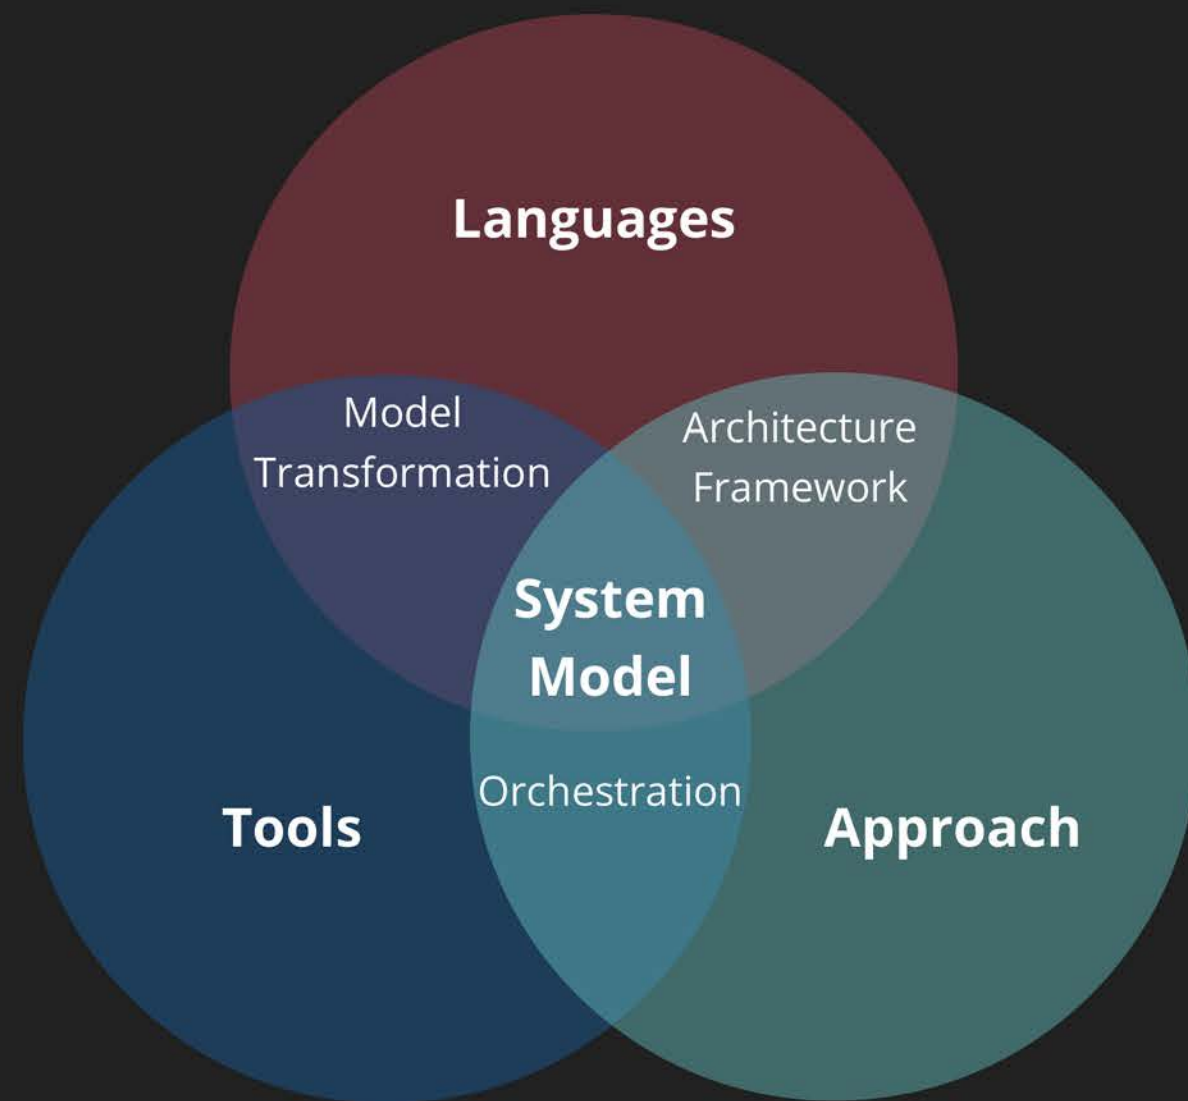 Languages
Model
Transformation
Architecture
Framework
System
Model
Orchestration
Tools
Approach